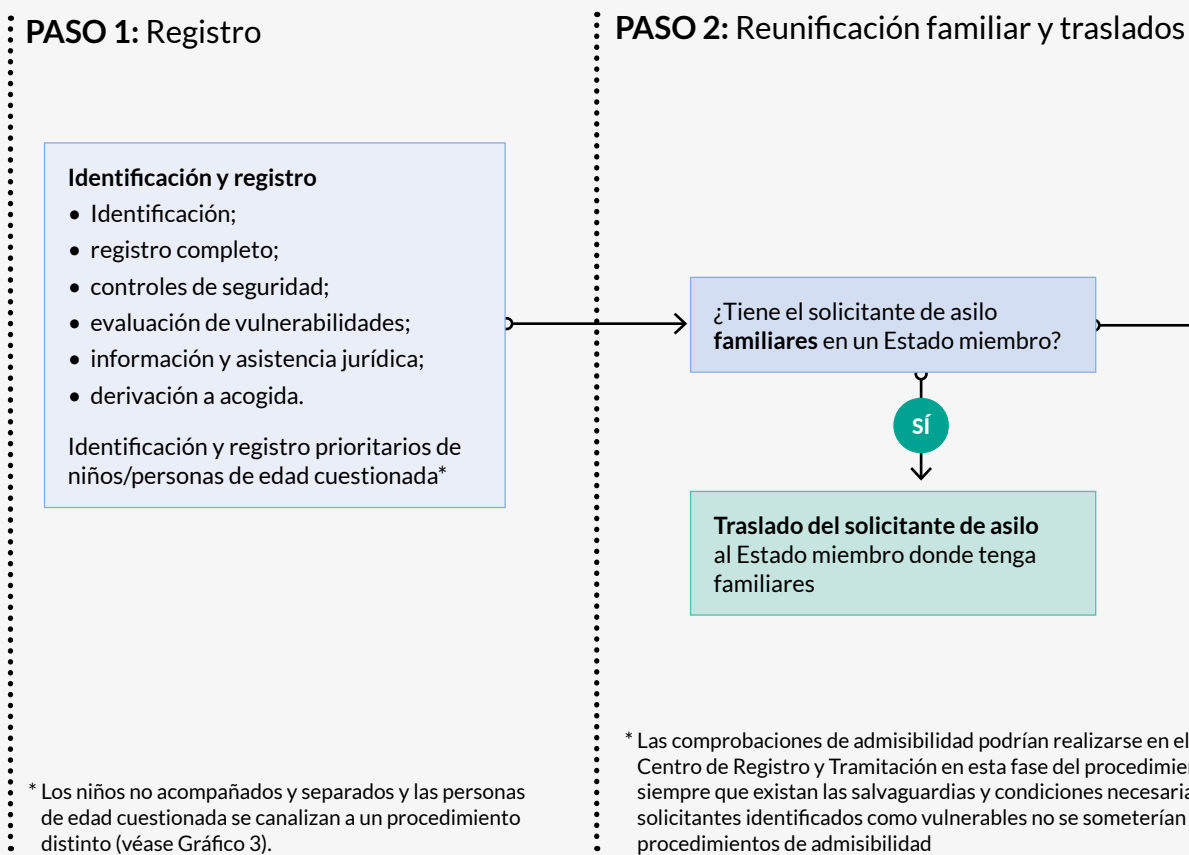 PASO 1: Registro
Identificación y registro
• Identificación;
• registro completo;
• controles de seguridad;
• evaluación de vulnerabilidades;
• información y asistencia jurídica;
• derivación a acogida.
Identificación y registro prioritarios de
niños/personas de edad cuestionada*
* Los niños no acompañados y separados y las personas
de edad cuestionada se canalizan a un procedimiento
distinto (véase Gráfico 3).
PASO 2: Reunificación familiar y traslados
¿Tiene el solicitante de asilo
familiares en un Estado miembro?
SÍ
Traslado del solicitante de asilo
al Estado miembro donde tenga
familiares
* Las comprobaciones de admisibilidad podrían realizarse en el
Centro de Registro y Tramitación en esta fase del
siempre que existan las salvaguardias y condiciones
solicitantes identificados como vulnerables no se someterían
procedimientos de admisibilidad